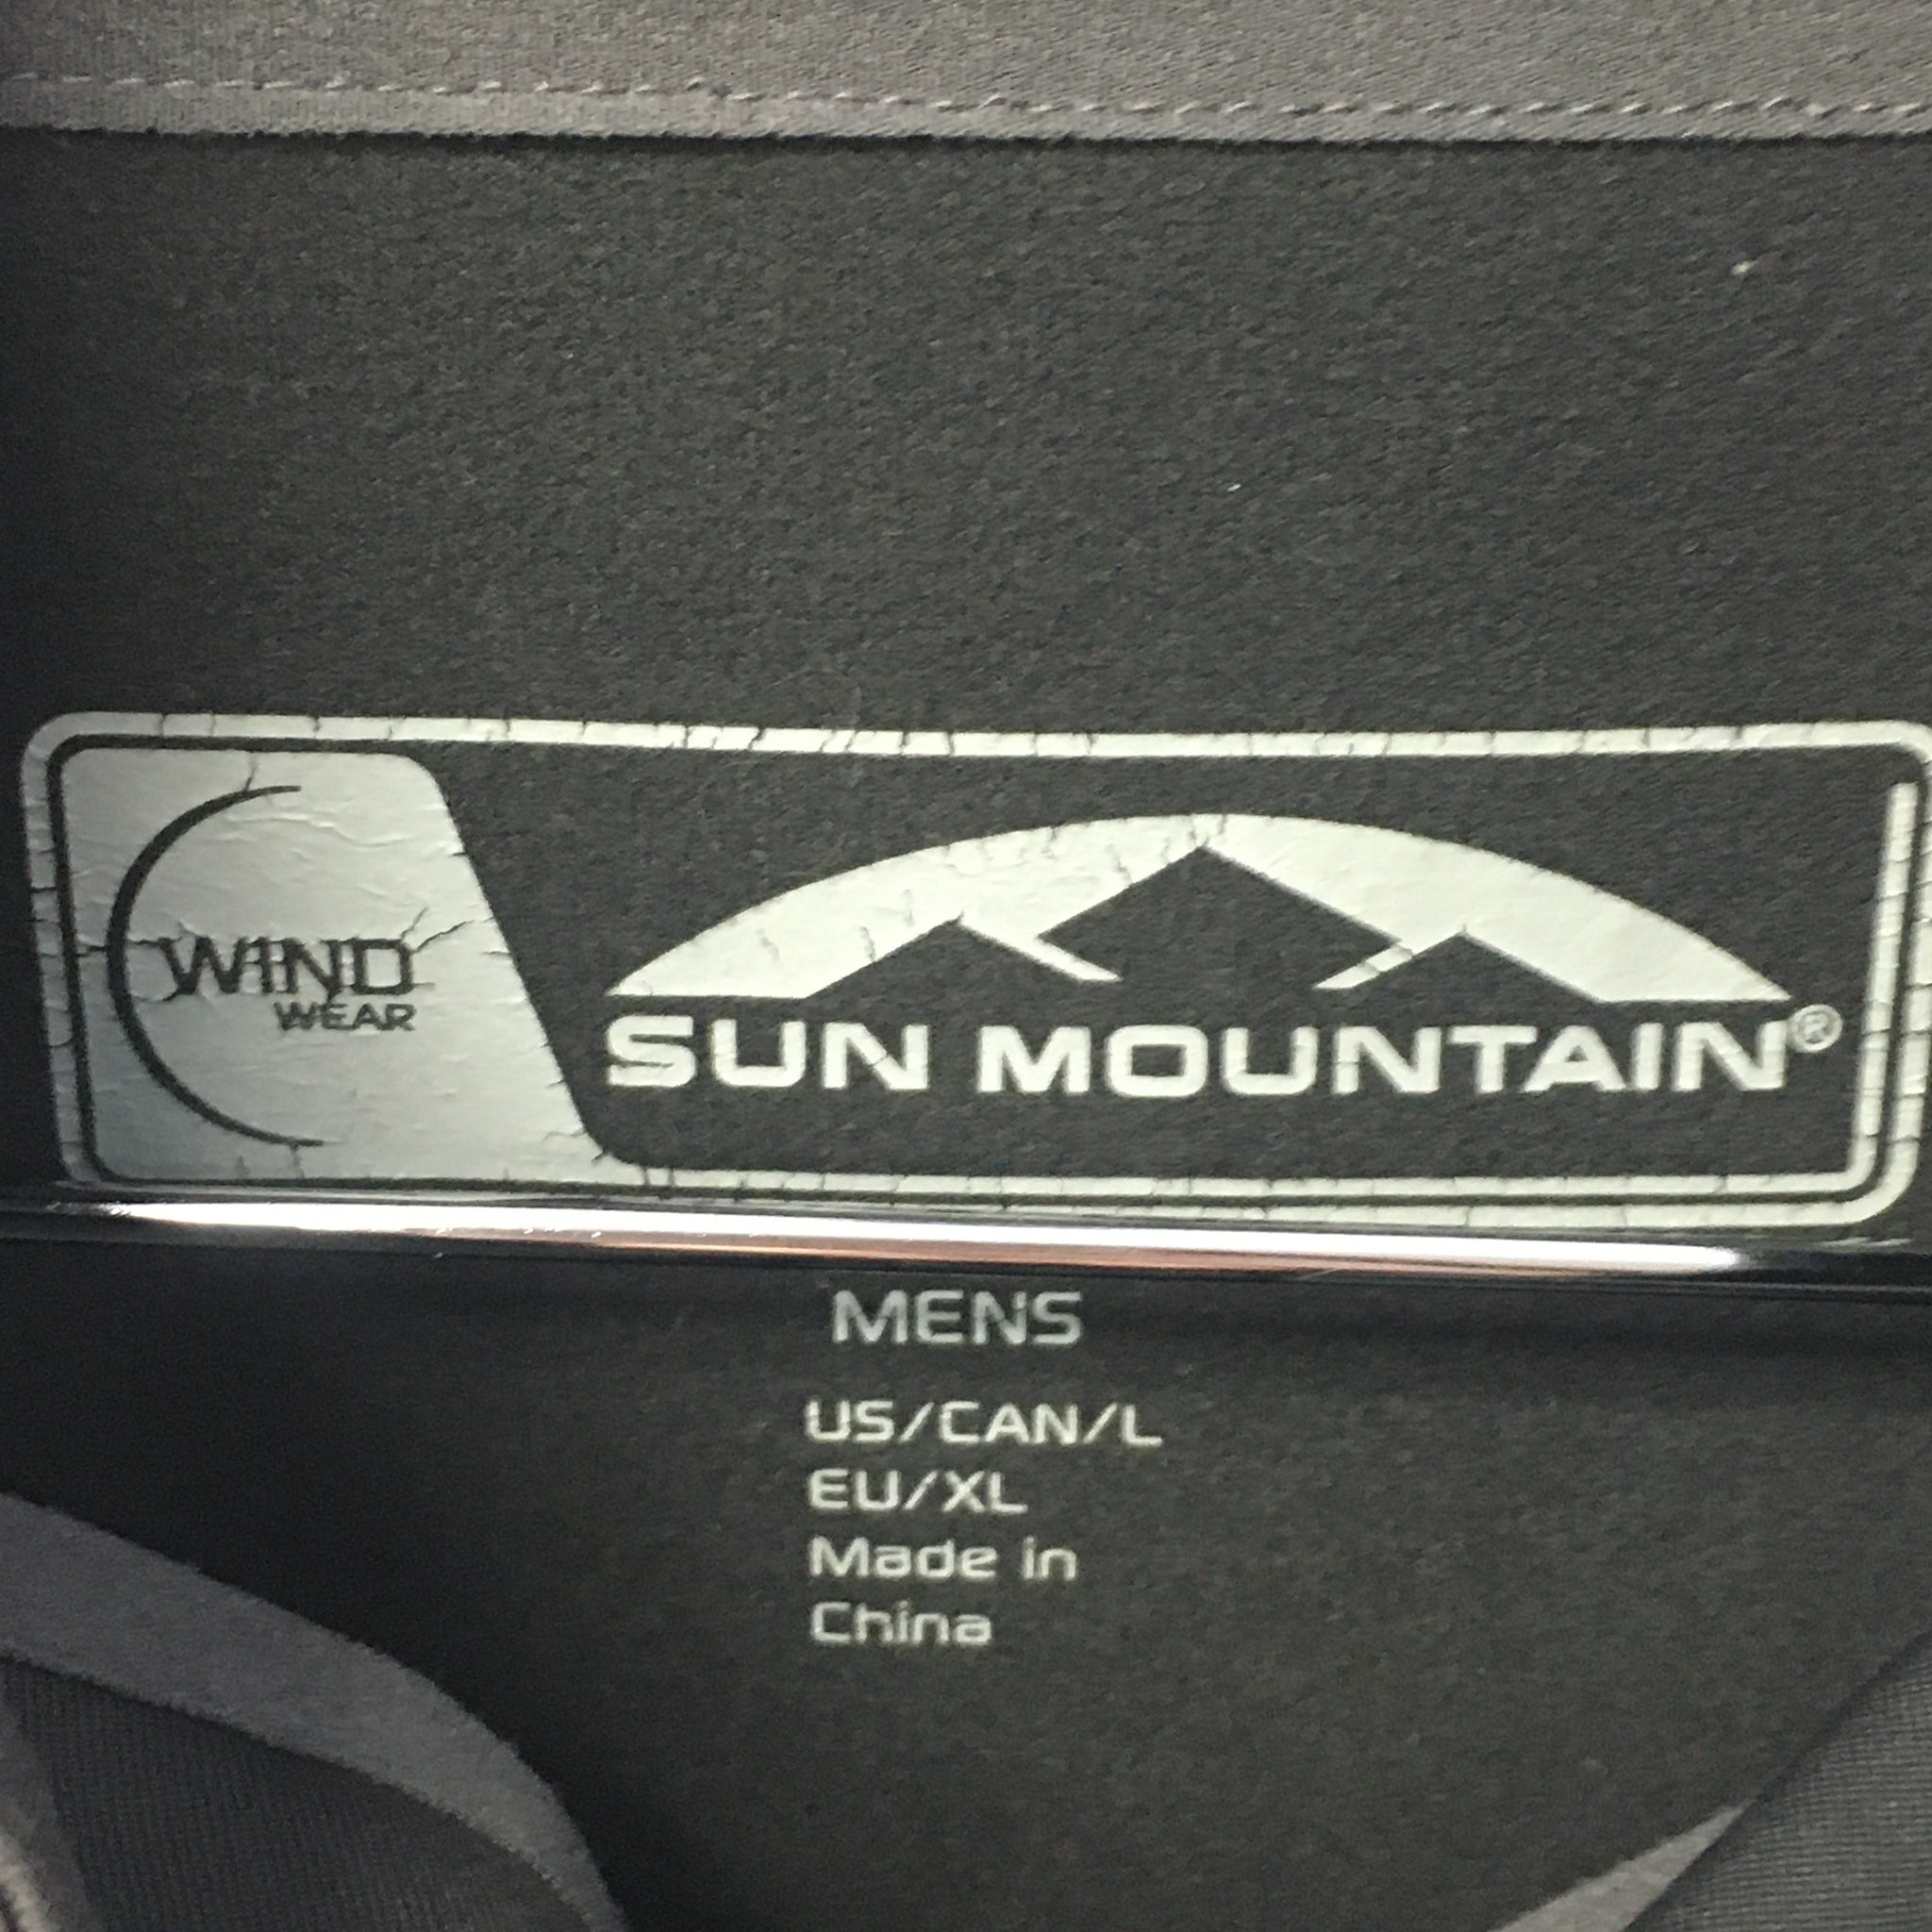 WIND
WEAR
SUN MOUNTAIN®
MENS
US/CAN/L
EU/XL
Made in
China